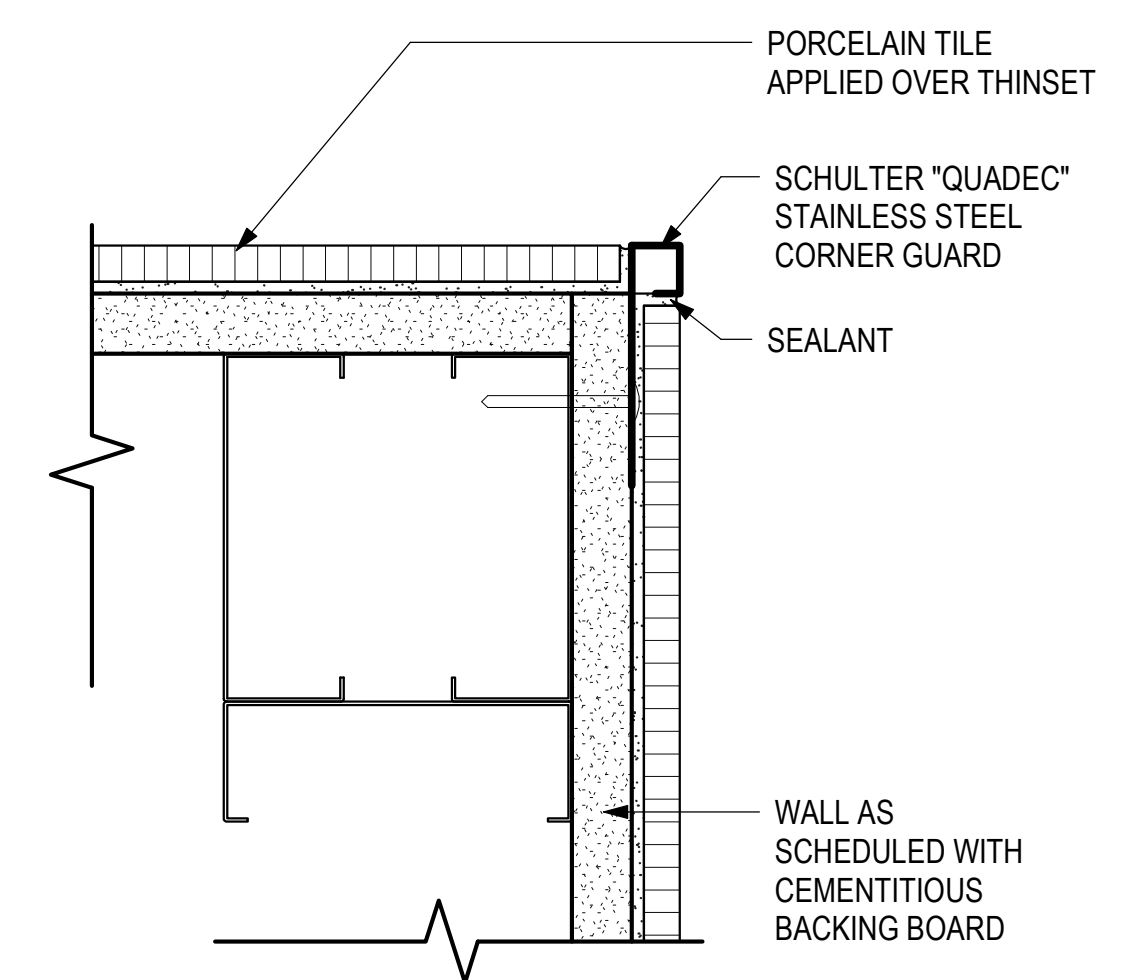 PORCELAIN TILE
APPLIED OVER THINSET
SCHULTER "QUADEC"
STAINLESS STEEL
CORNER GUARD
SEALANT
WALL AS
SCHEDULED WITH
CEMENTITIOUS
BACKING BOARD